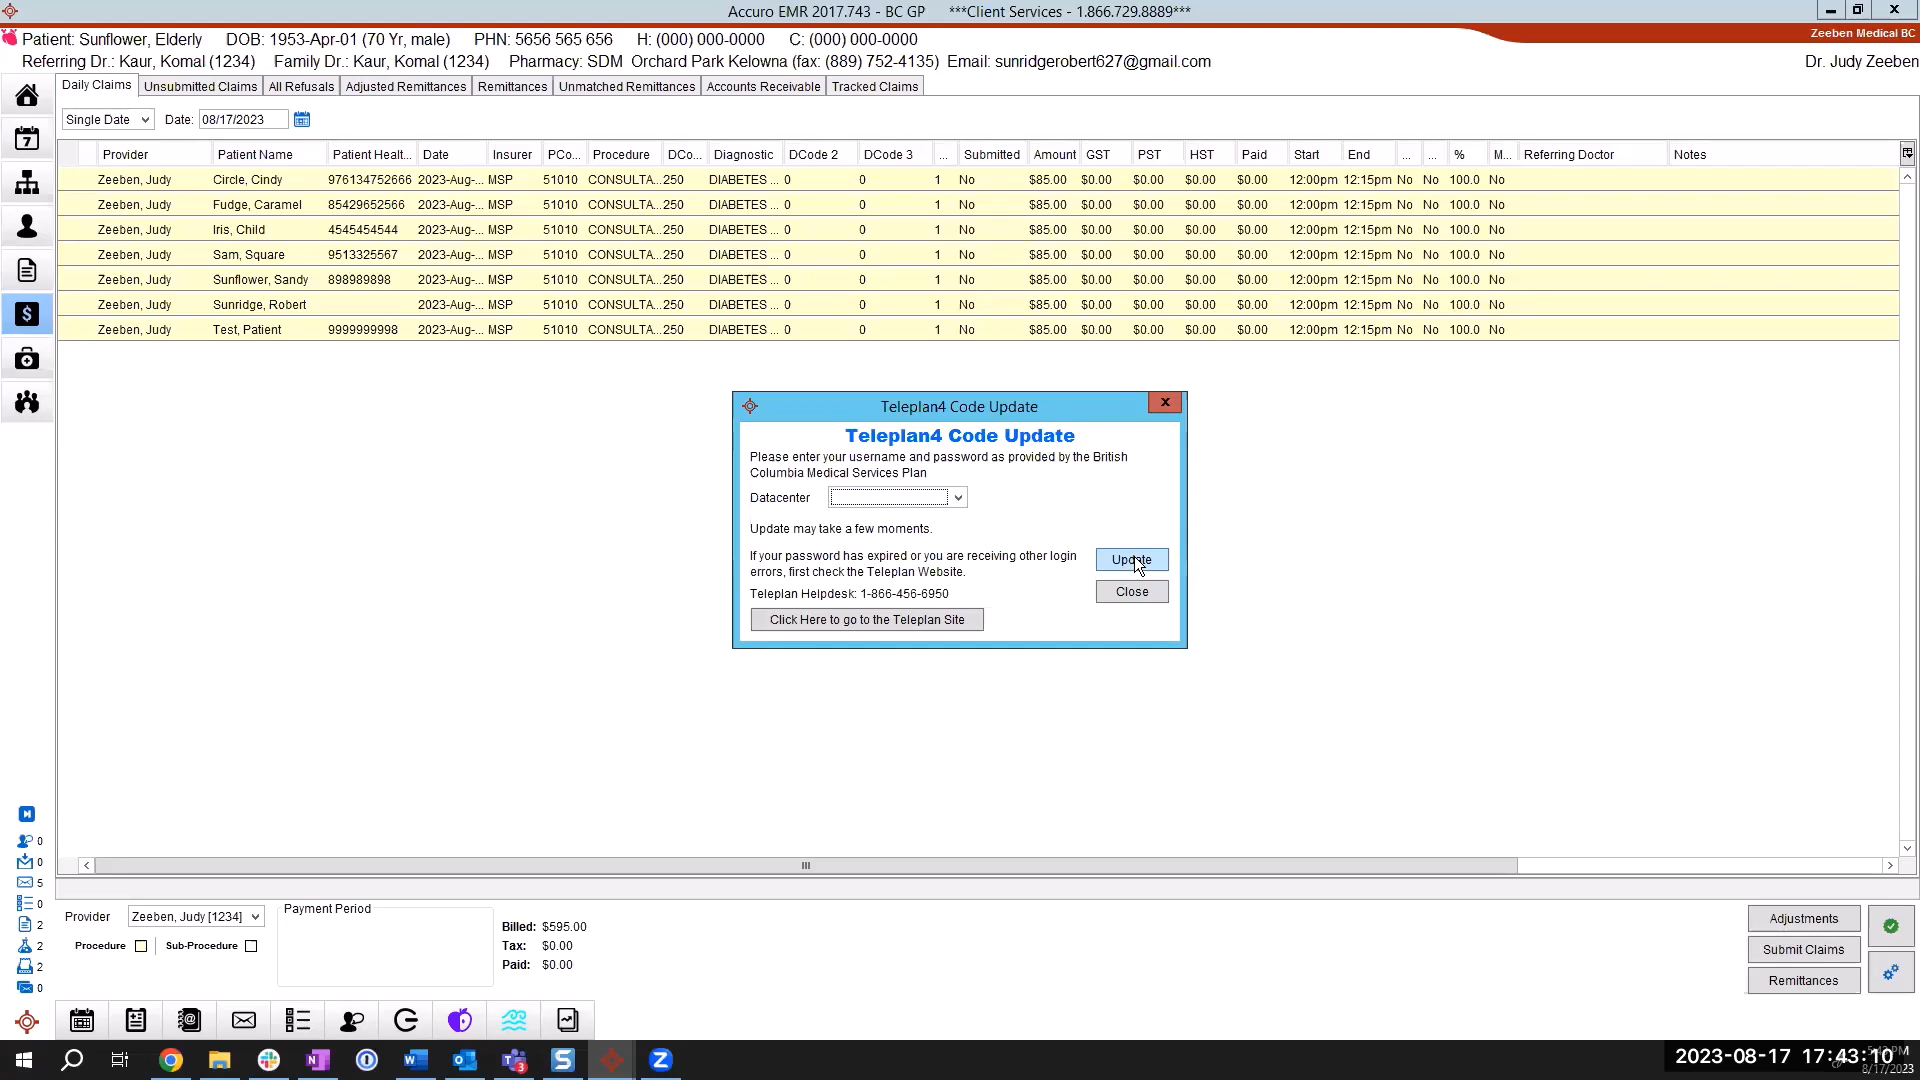 Accuro EMR 2017.743 - BC GP ***Client Services - 1.866.729.8889***
Zeeben Medical BC
Patient: Sunflower, Elderly DOB: 1953-Apr-01 (70 Yr, male) PHN: 5656 565 656 H: (000) 000-0000 C: (000) 000-0000
Referring Dr.: Kaur, Komal (1234) Family Dr.: Kaur, Komal (1234) Pharmacy: SDM Orchard Park Kelowna (fax: (889) 752-4135) Email: sunridgerobert627@gmail.com Dr. Judy Zeeben
Daily Claims Unsubmitted Claims All Refusals Adjusted Remittances Remittances Unmatched Remittances Accounts Receivable Tracked Claims
Single Date Date: 08/17/2023
Provider Patient Name Patient Healt... Date Insurer PCo... Procedure DCo... Diagnostic DCode 2 DCode 3 ... Submitted Amount GST PST HST Paid Start End ... ... % M... Referring Doctor Notes
Zeeben, Judy Circle, Cindy 976134752666 2023-Aug-... MSP 51010 CONSULTA... 250 DIABETES ... 0 0 1 No $85.00 $0.00 $0.00 $0.00 $0.00 12:00pm 12:15pm No No 100.0 No
Zeeben, Judy Fudge, Caramel 85429652566 2023-Aug-... MSP 51010 CONSULTA... 250 DIABETES ... 0 0 1 No $85.00 $0.00 $0.00 $0.00 $0.00 12:00pm 12:15pm No No 100.0 No
Zeeben, Judy Iris, Child 4545454544 2023-Aug-... MSP 51010 CONSULTA... 250 DIABETES ... 0 0 1 No $85.00 $0.00 $0.00 $0.00 $0.00 12:00pm 12:15pm No No 100.0 No
Zeeben, Judy Sam, Square 9513325567 2023-Aug-... MSP 51010 CONSULTA... 250 DIABETES ... 0 0 1 No $85.00 $0.00 $0.00 $0.00 $0.00 12:00pm 12:15pm No No 100.0 No
Zeeben, Judy Sunflower, Sandy 898989898 2023-Aug-... MSP 51010 CONSULTA... 250 DIABETES ... 0 0 1 No $85.00 $0.00 $0.00 $0.00 $0.00 12:00pm 12:15pm No No 100.0 No
Zeeben, Judy Sunridge, Robert 2023-Aug-... MSP 51010 CONSULTA... 250 DIABETES ... 0 0 1 No $85.00 $0.00 $0.00 $0.00 $0.00 12:00pm 12:15pm No No 100.0 No
Zeeben, Judy Test, Patient 9999999998 2023-Aug-... MSP 51010 CONSULTA... 250 DIABETES ... 0 0 1 No $85.00 $0.00 $0.00 $0.00 $0.00 12:00pm 12:15pm No No 100.0 No
Teleplan4 Code Update
Teleplan4 Code Update
Please enter your username and password as provided by the British
Columbia Medical Services Plan
Datacenter
Update may take a few moments.
If your password has expired or you are receiving other login
errors, first check the Teleplan Website.
Update
Teleplan Helpdesk: 1-866-456-6950
Close
Click Here to go to the Teleplan Site
0
0
5
0
2
2
2
0
Provider Zeeben, Judy [1234]
Procedure Sub-Procedure
Payment Period
Billed: $595.00
Tax: $0.00
Paid: $0.00
Adjustments
Submit Claims
Remittances
2023-08-17 17:43:10
8/17/2023